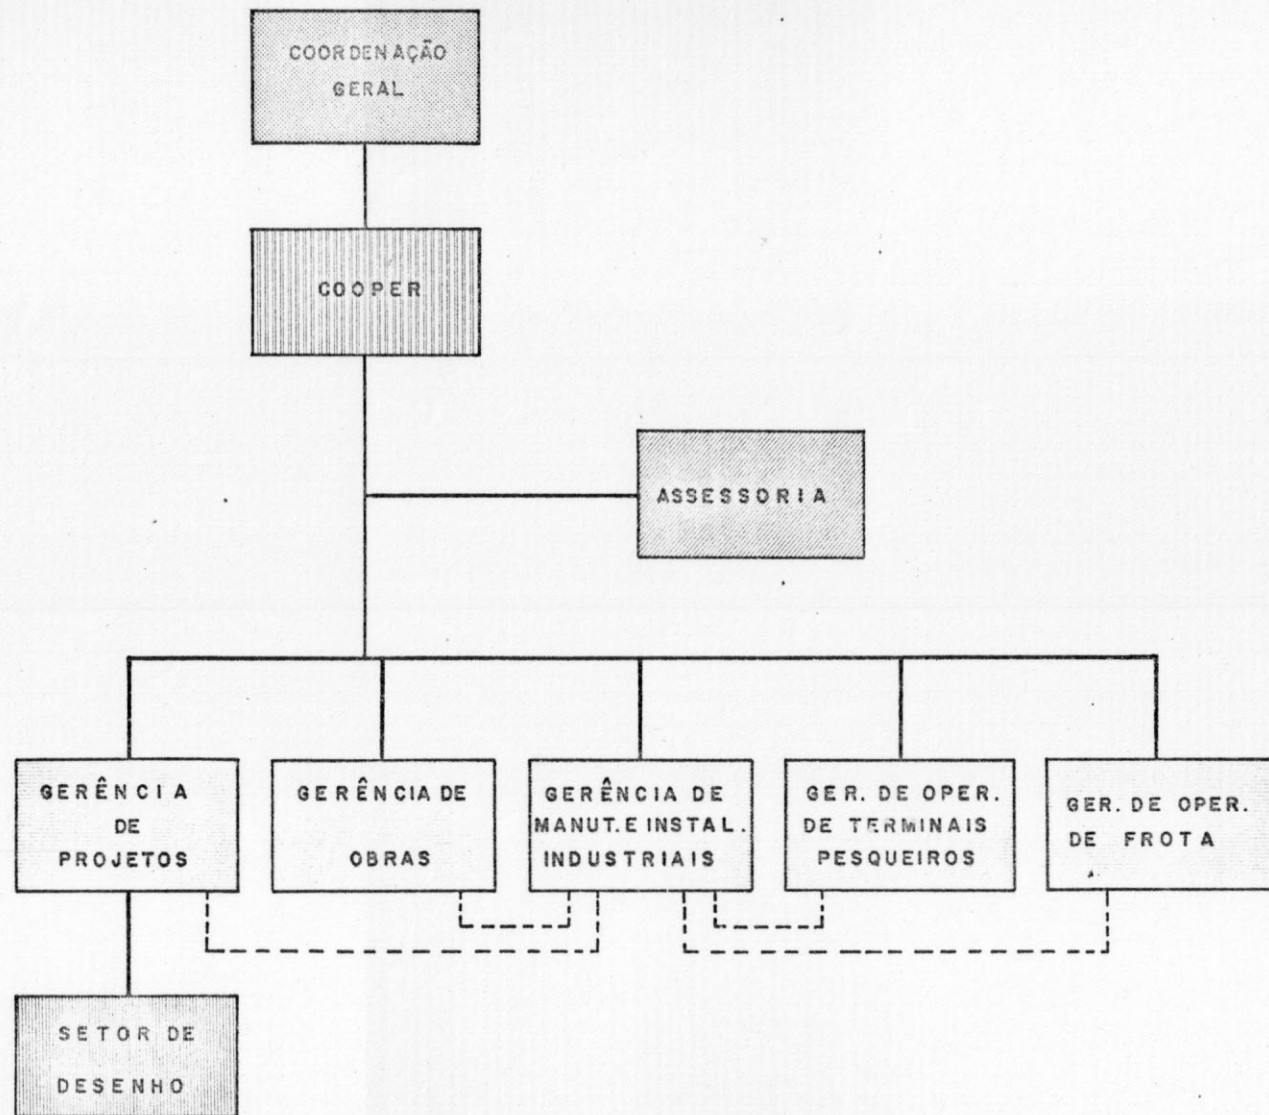 COORDENAÇÃO
GERAL
COOPER
ASSESSORIA
GERÊNCIA
DE
PROJETOS
GERÊNCIA DE
OBRAS
GERÊNCIA DE
MANUT. E INSTAL.
INDUSTRIAIS
GER. DE OPER.
DE TERMINAIS
PESQUEIROS
GER. DE OPER.
DE FROTA
SETOR DE
DESENHO